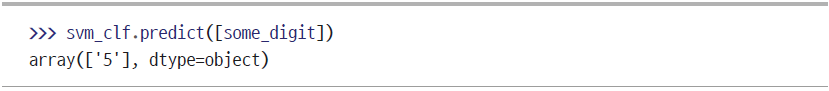 >>> svm_clf.predict([some_digit])
array(['5'], dtype=object)